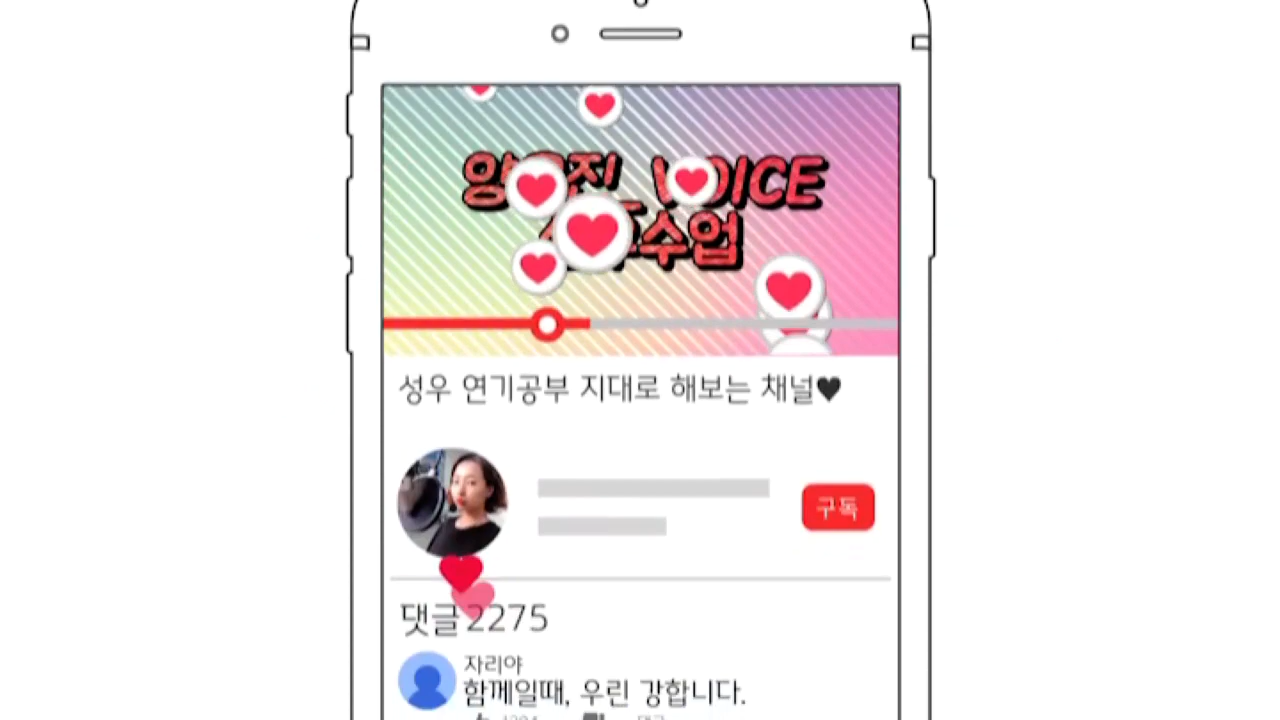 VOICE
수업
성우 연기공부 지대로 해보는 채널♥
구독
댓글 2275
자리야
함께일때, 우린 강합니다.